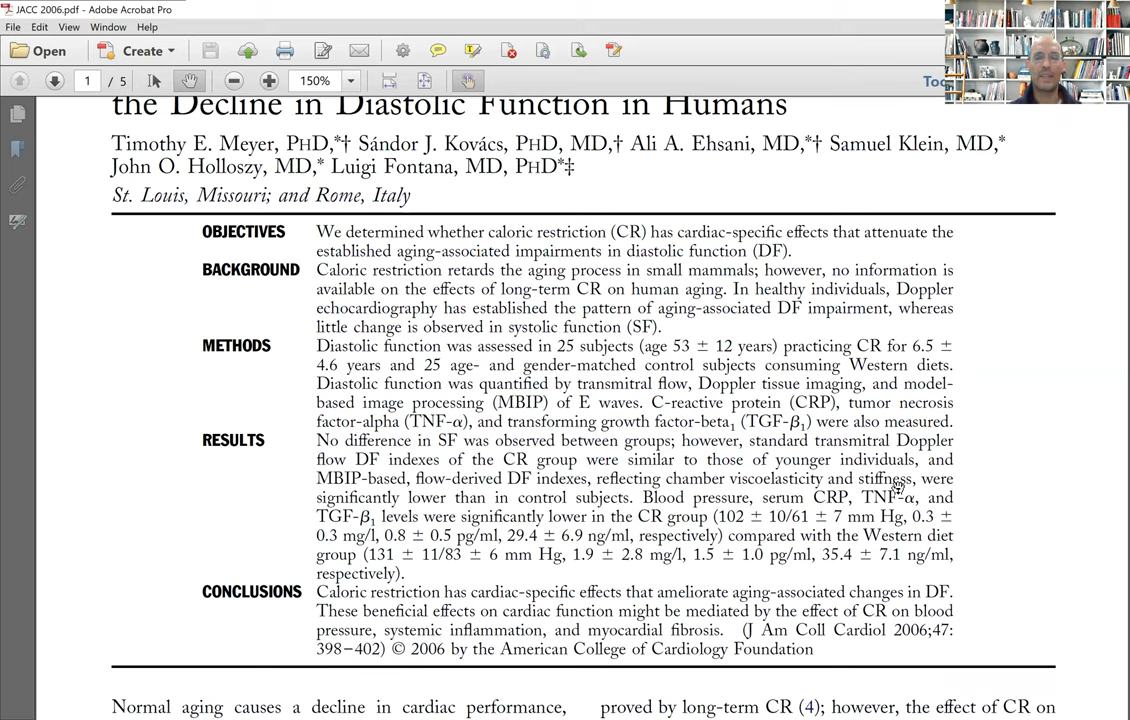 JACC 2006.pdf - Adobe Acrobat Pro
File Edit View Window Help
Open Create
1 / 5 150% Too
the Decline in Diastolic Function in Humans
Timothy E. Meyer, PHD,*† Sándor J. Kovács, PHD, MD,† Ali A. Ehsani, MD,*† Samuel Klein, MD,*
John O. Holloszy, MD,* Luigi Fontana, MD, PHD*‡
St. Louis, Missouri; and Rome, Italy
OBJECTIVES We determined whether caloric restriction (CR) has cardiac-specific effects that attenuate the
established aging-associated impairments in diastolic function (DF).
BACKGROUND Caloric restriction retards the aging process in small mammals; however, no information is
available on the effects of long-term CR on human aging. In healthy individuals, Doppler
echocardiography has established the pattern of aging-associated DF impairment, whereas
little change is observed in systolic function (SF).
METHODS Diastolic function was assessed in 25 subjects (age 53 ± 12 years) practicing CR for 6.5 ±
4.6 years and 25 age- and gender-matched control subjects consuming Western diets.
Diastolic function was quantified by transmitral flow, Doppler tissue imaging, and model-
based image processing (MBIP) of E waves. C-reactive protein (CRP), tumor necrosis
factor-alpha (TNF-α), and transforming growth factor-beta₁ (TGF-β₁) were also measured.
RESULTS No difference in SF was observed between groups; however, standard transmitral Doppler
flow DF indexes of the CR group were similar to those of younger individuals, and
MBIP-based, flow-derived DF indexes, reflecting chamber viscoelasticity and stiffness, were
significantly lower than in control subjects. Blood pressure, serum CRP, TNF-α, and
TGF-β₁ levels were significantly lower in the CR group (102 ± 10/61 ± 7 mm Hg, 0.3 ±
0.3 mg/l, 0.8 ± 0.5 pg/ml, 29.4 ± 6.9 ng/ml, respectively) compared with the Western diet
group (131 ± 11/83 ± 6 mm Hg, 1.9 ± 2.8 mg/l, 1.5 ± 1.0 pg/ml, 35.4 ± 7.1 ng/ml,
respectively).
CONCLUSIONS Caloric restriction has cardiac-specific effects that ameliorate aging-associated changes in DF.
These beneficial effects on cardiac function might be mediated by the effect of CR on blood
pressure, systemic inflammation, and myocardial fibrosis. (J Am Coll Cardiol 2006;47:
398–402) © 2006 by the American College of Cardiology Foundation
Normal aging causes a decline in cardiac performance,
proved by long-term CR (4); however, the effect of CR on